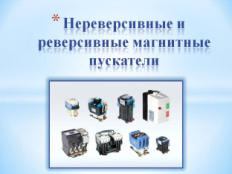 * Нереверсивные и
реверсивные магнитные
пускатели